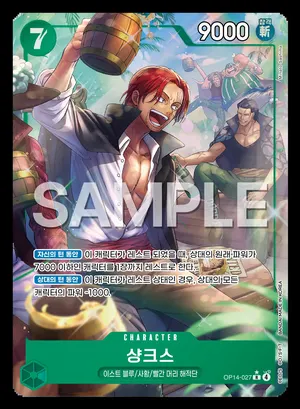 7
9000
참격
斬
SAMPLE
자신의 턴 동안 이 캐릭터가 레스트 되었을 때, 상대의 원래 파워가
7000 이하인 캐릭터를 1장까지 레스트로 한다.
상대의 턴 동안 이 캐릭터가 레스트 상태인 경우, 상대의 모든
캐릭터의 파워 -1000.
CHARACTER
샹크스
이스트 블루/사황/빨간 머리 해적단
OP14-027 R